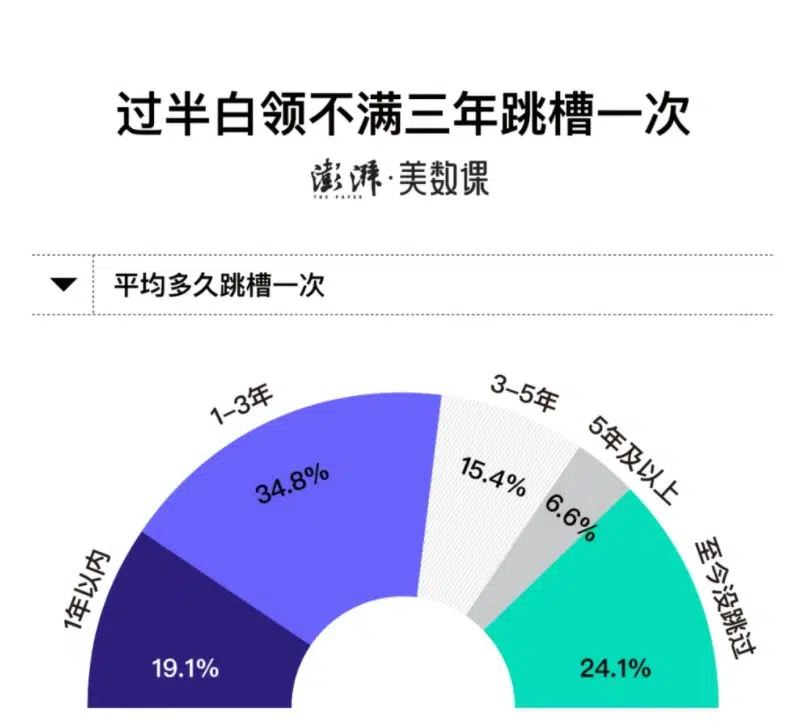 过半白领不满三年跳槽一次
澎湃·美数课
THE PAPER
平均多久跳槽一次
1–3年
34.8%
3–5年
15.4%
5年及以上
6.6%
1年以内
19.1%
至今没跳过
24.1%